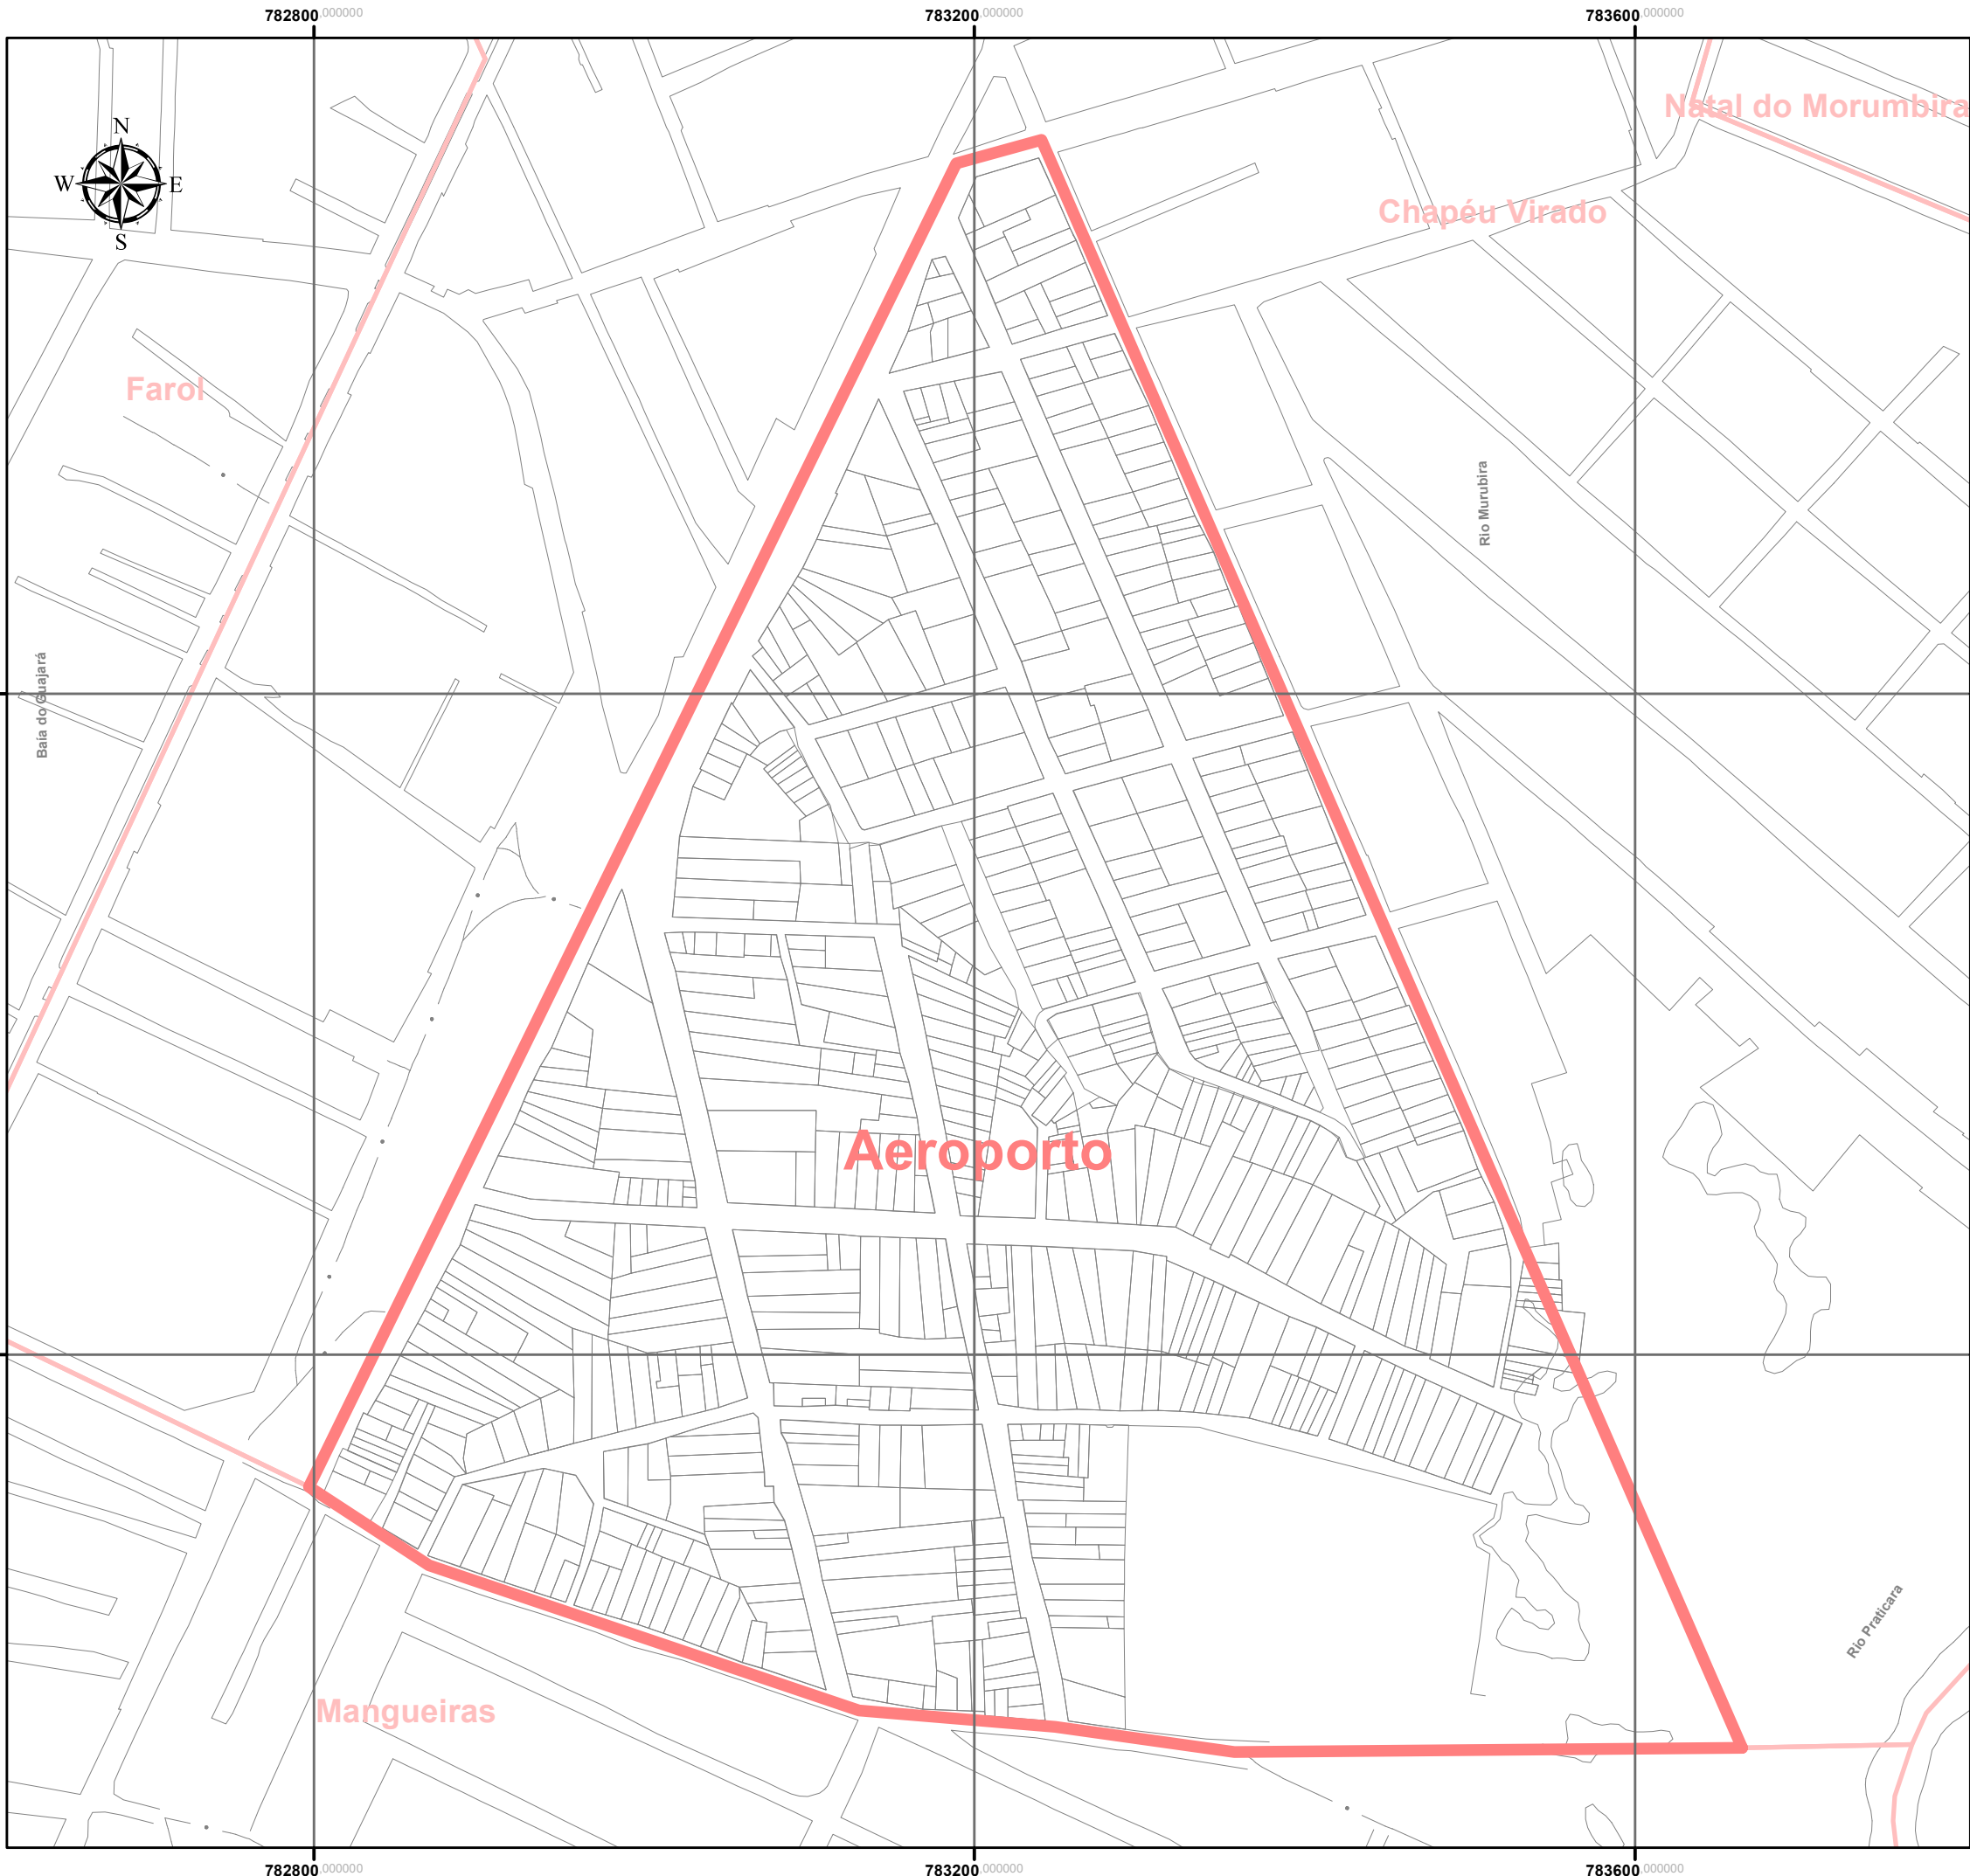 782800.000000
783200.000000
783600.000000
Natal do Morumbira
N
W
E
S
Chapéu Virado
Farol
Rio Murubira
Baía do Guajará
Aeroporto
Rio Praticara
Mangueiras
782800.000000
783200.000000
783600.000000